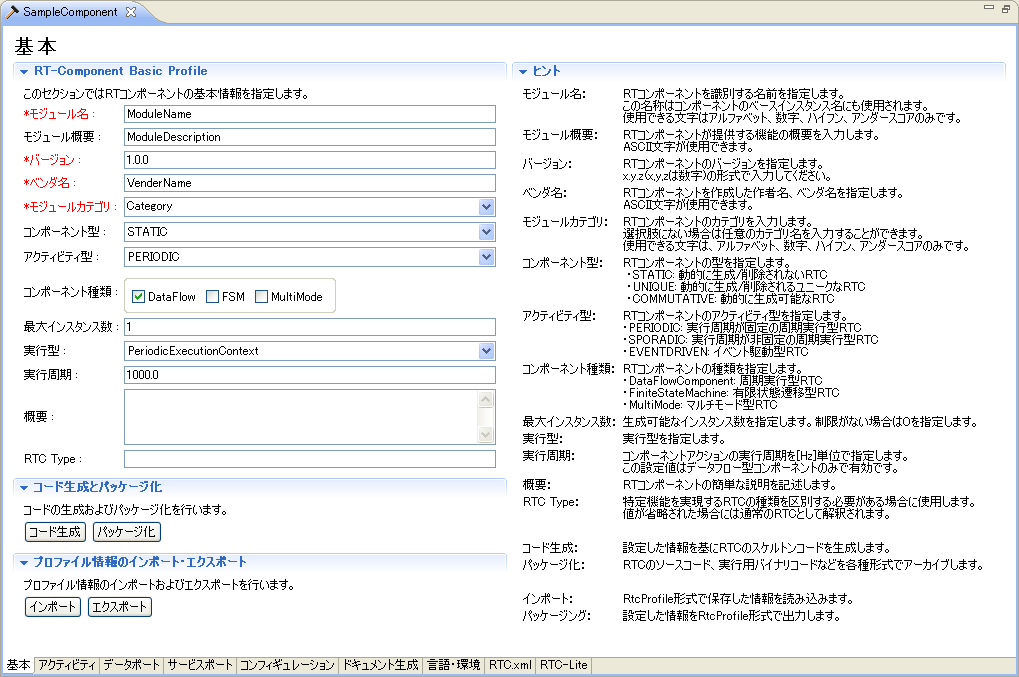 SampleComponent
基本
RT-Component Basic Profile
このセクションではRTコンポーネントの基本情報を指定します。
*モジュール名： ModuleName
モジュール概要： ModuleDescription
*バージョン： 1.0.0
*ベンダ名： VenderName
*モジュールカテゴリ： Category
コンポーネント型： STATIC
アクティビティ型： PERIODIC
コンポーネント種類： DataFlow FSM MultiMode
最大インスタンス数： 1
実行型： PeriodicExecutionContext
実行周期： 1000.0
概要：
RTC Type：
コード生成とパッケージ化
コードの生成およびパッケージ化を行います。
コード生成 パッケージ化
プロファイル情報のインポート・エクスポート
プロファイル情報のインポートおよびエクスポートを行います。
インポート エクスポート
ヒント
モジュール名: RTコンポーネントを識別する名前を指定します。
この名称はコンポーネントのベースインスタンス名にも使用されます。
使用できる文字はアルファベット、数字、ハイフン、アンダースコアのみです。
モジュール概要: RTコンポーネントが提供する機能の概要を入力します。
ASCII文字が使用できます。
バージョン: RTコンポーネントのバージョンを指定します。
x.y.z(x,y,zは数字)の形式で入力してください。
ベンダ名: RTコンポーネントを作成した作者名、ベンダ名を指定します。
ASCII文字が使用できます。
モジュールカテゴリ: RTコンポーネントのカテゴリを入力します。
選択肢にない場合は任意のカテゴリ名を入力することができます。
使用できる文字は、アルファベット、数字、ハイフン、アンダースコアのみです。
コンポーネント型: RTコンポーネントの型を指定します。
・STATIC: 動的に生成/削除されないRTC
・UNIQUE: 動的に生成/削除されるユニークなRTC
・COMMUTATIVE: 動的に生成可能なRTC
アクティビティ型: RTコンポーネントのアクティビティ型を指定します。
・PERIODIC: 実行周期が固定の周期実行型RTC
・SPORADIC: 実行周期が非固定の周期実行型RTC
・EVENTDRIVEN: イベント駆動型RTC
コンポーネント種類: RTコンポーネントの種類を指定します。
・DataFlowComponent: 周期実行型RTC
・FiniteStateMachine: 有限状態遷移型RTC
・MultiMode: マルチモード型RTC
最大インスタンス数: 生成可能なインスタンス数を指定します。制限がない場合は0を指定します。
実行型: 実行型を指定します。
実行周期: コンポーネントアクションの実行周期を[Hz]単位で指定します。
この設定値はデータフロー型コンポーネントのみで有効です。
概要: RTコンポーネントの簡単な説明を記述します。
RTC Type: 特定機能を実現するRTCの種類を区別する必要がある場合に使用します。
値が省略された場合には通常のRTCとして解釈されます。
コード生成: 設定した情報を基にRTCのスケルトンコードを生成します。
パッケージ化: RTCのソースコード、実行用バイナリコードなどを各種形式でアーカイブします。
インポート: RtcProfile形式で保存した情報を読み込みます。
パッケージング: 設定した情報をRtcProfile形式で出力します。
基本 アクティビティ データポート サービスポート コンフィギュレーション ドキュメント生成 言語・環境 RTC.xml RTC-Lite